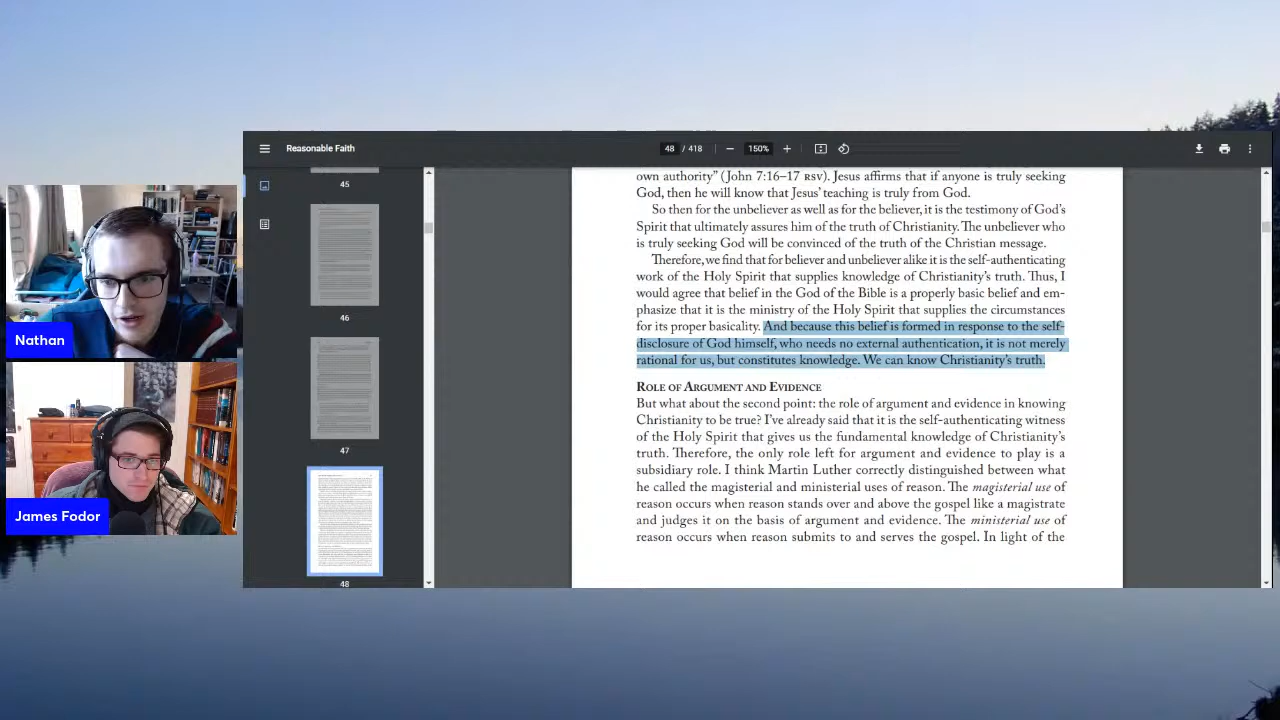 Reasonable Faith
48 / 418
150%
45
46
47
48
own authority” (John 7:16–17 RSV). Jesus affirms that if anyone is truly seeking
God, then he will know that Jesus’ teaching is truly from God.
So then for the unbeliever as well as for the believer, it is the testimony of God’s
Spirit that ultimately assures him of the truth of Christianity. The unbeliever who
is truly seeking God will be convinced of the truth of the Christian message.
Therefore, we find that for believer and unbeliever alike it is the self-authenticating
work of the Holy Spirit that supplies knowledge of Christianity’s truth. Thus, I
would agree that belief in the God of the Bible is a properly basic belief and em-
phasize that it is the ministry of the Holy Spirit that supplies the circumstances
for its proper basicality. And because this belief is formed in response to the self-
disclosure of God himself, who needs no external authentication, it is not merely
rational for us, but constitutes knowledge. We can know Christianity’s truth.
ROLE OF ARGUMENT AND EVIDENCE
But what about the second point: the role of argument and evidence in knowing
Christianity to be true? I’ve already said that it is the self-authenticating witness
of the Holy Spirit that gives us the fundamental knowledge of Christianity’s
truth. Therefore, the only role left for argument and evidence to play is a
subsidiary role. I think Martin Luther correctly distinguished between what
he called the magisterial and ministerial uses of reason. The magisterial use of
reason occurs when reason stands over and above the gospel like a magistrate
and judges it on the basis of argument and evidence. The ministerial use of
reason occurs when reason submits to and serves the gospel. In light of the
Nathan
James Fodor